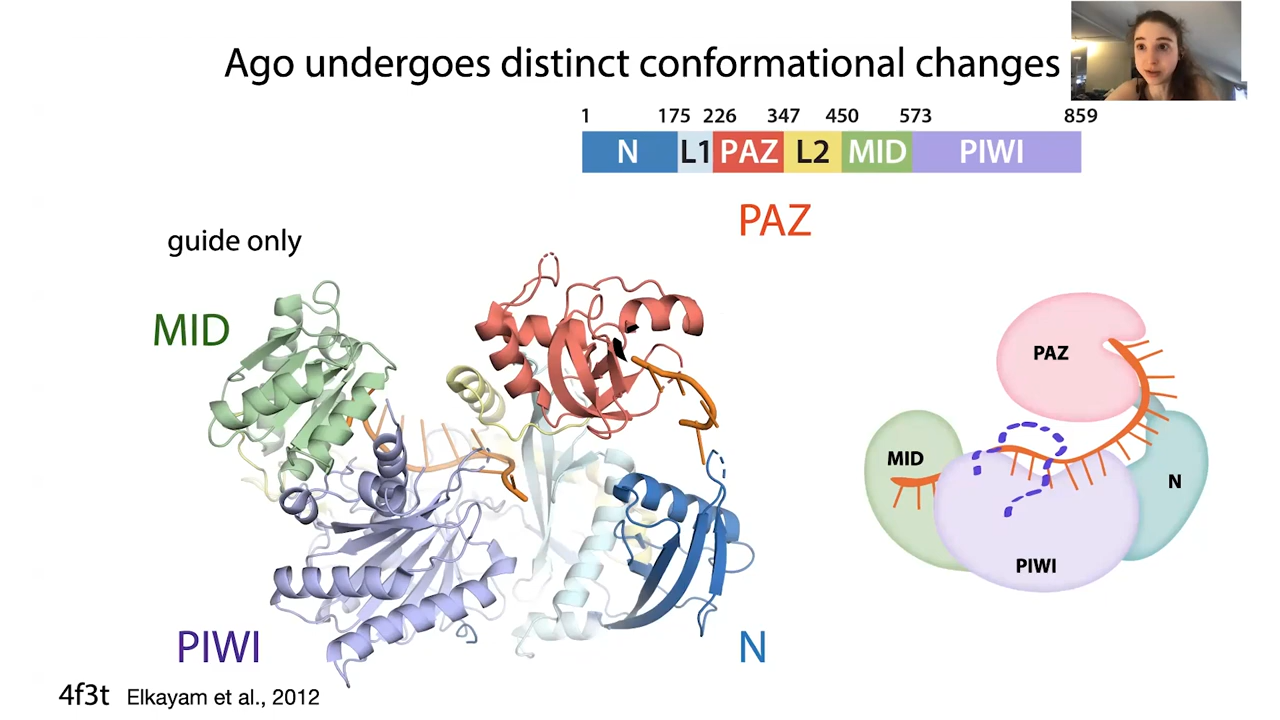 Ago undergoes distinct conformational changes
1 175 226 347 450 573 859
N L1 PAZ L2 MID PIWI
PAZ
guide only
MID
PAZ
MID
N
PIWI
PIWI
N
4f3t Elkayam et al., 2012